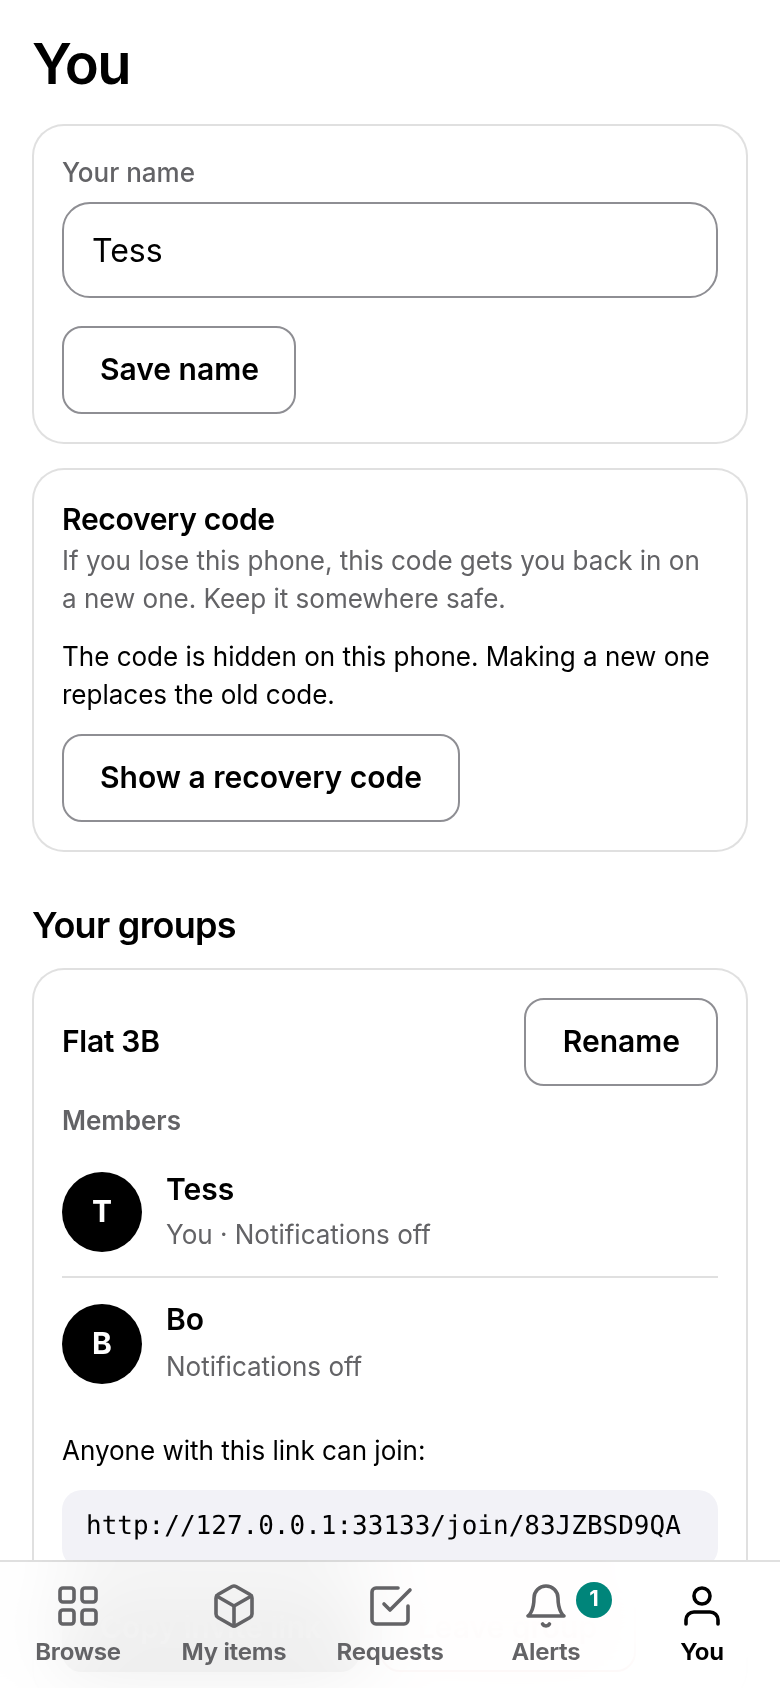 You
Your name
Tess
Save name
Recovery code
If you lose this phone, this code gets you back in on
a new one. Keep it somewhere safe.
The code is hidden on this phone. Making a new one
replaces the old code.
Show a recovery code
Your groups
Flat 3B
Rename
Members
T
Tess
You · Notifications off
B
Bo
Notifications off
Anyone with this link can join:
http://127.0.0.1:33133/join/83JZBSD9QA
1
Browse
My items
Requests
Alerts
You